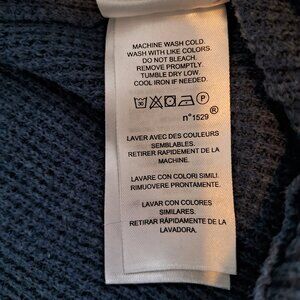 MACHINE WASH COLD.
WASH WITH LIKE COLORS.
DO NOT BLEACH.
REMOVE PROMPTLY.
TUMBLE DRY LOW.
COOL IRON IF NEEDED.
P
n°1529 ®
LAVER AVEC DES COULEURS
SEMBLABLES.
RETIRER RAPIDEMENT DE LA
MACHINE.
LAVARE CON COLORI SIMILI.
RIMUOVERE PRONTAMENTE.
LAVAR CON COLORES
SIMILARES.
RETIRAR RÁPIDAMENTE DE LA
LAVADORA.